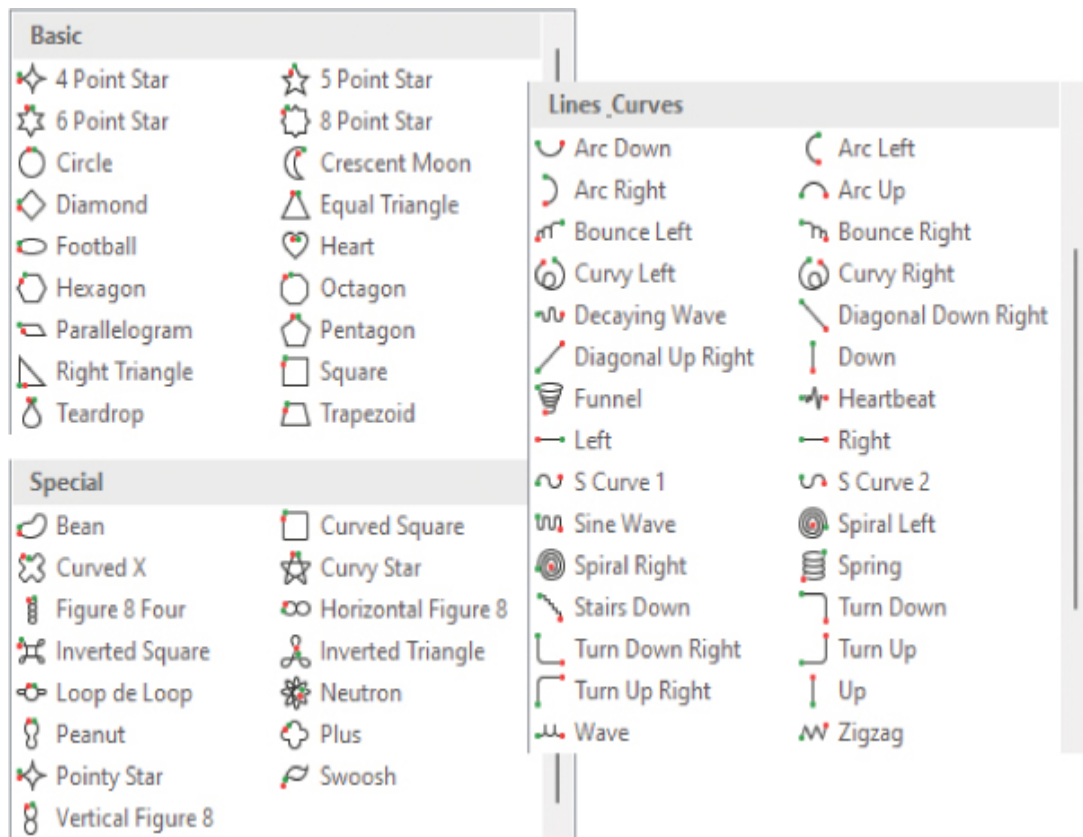 Basic
4 Point Star 5 Point Star
6 Point Star 8 Point Star
Circle Crescent Moon
Diamond Equal Triangle
Football Heart
Hexagon Octagon
Parallelogram Pentagon
Right Triangle Square
Teardrop Trapezoid
Special
Bean Curved Square
Curved X Curvy Star
Figure 8 Four Horizontal Figure 8
Inverted Square Inverted Triangle
Loop de Loop Neutron
Peanut Plus
Pointy Star Swoosh
Vertical Figure 8
Lines_Curves
Arc Down Arc Left
Arc Right Arc Up
Bounce Left Bounce Right
Curvy Left Curvy Right
Decaying Wave Diagonal Down Right
Diagonal Up Right Down
Funnel Heartbeat
Left Right
S Curve 1 S Curve 2
Sine Wave Spiral Left
Spiral Right Spring
Stairs Down Turn Down
Turn Down Right Turn Up
Turn Up Right Up
Wave Zigzag